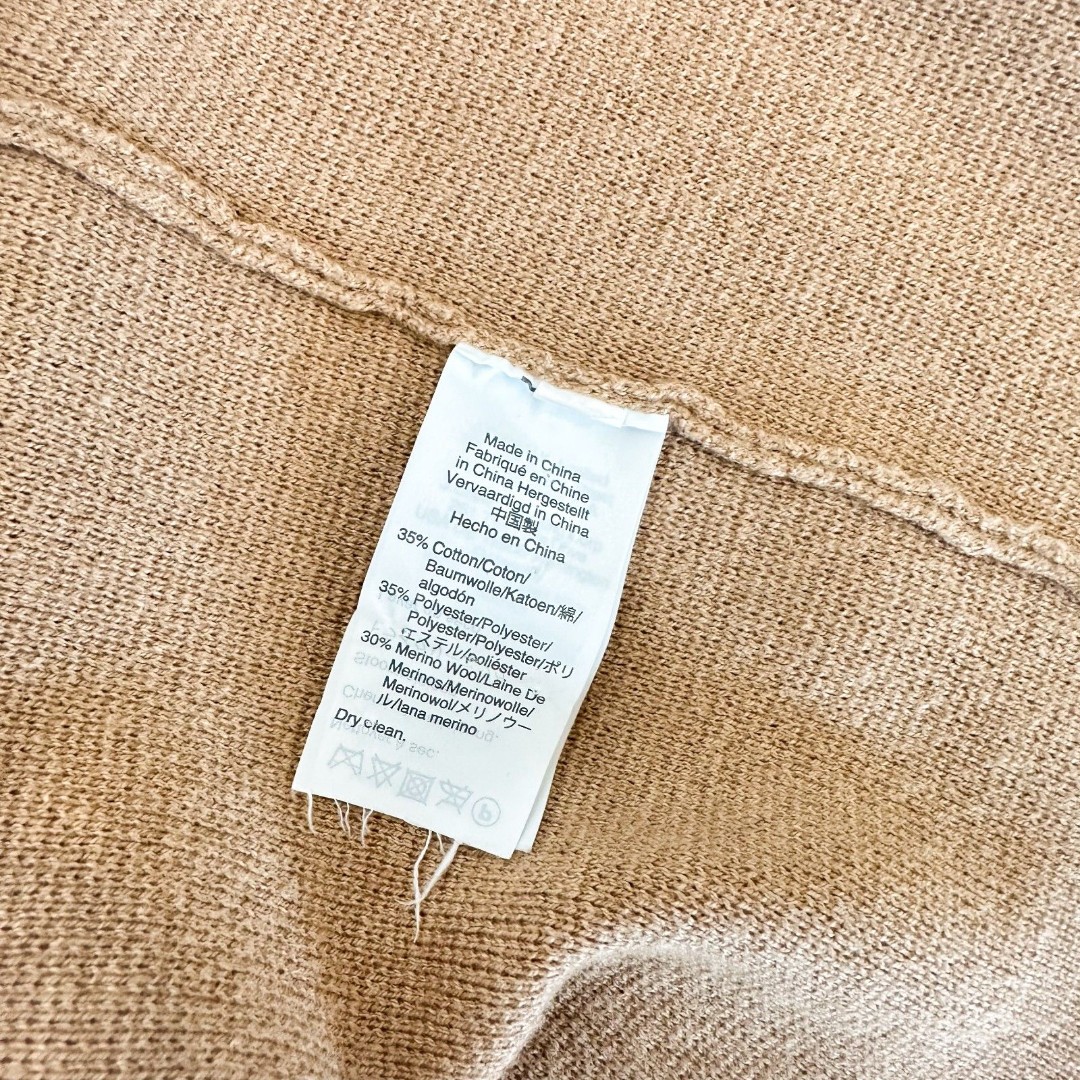 Made in China
Fabriqué en Chine
in China Hergestellt
Vervaardigd in China
中国製
Hecho en China
35% Cotton/Coton/
Baumwolle/Katoen/綿/
algodón
35% Polyester/Polyester/
Polyester/Polyester/ポリ
エステル/poliéster
30% Merino Wool/Laine De
Merinos/Merinowolle/
Merinowol/メリノウー
ル/lana merino
Dry clean.